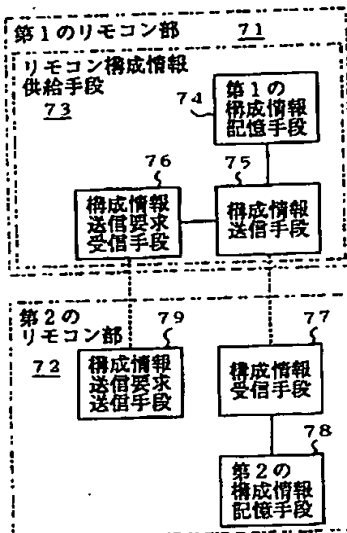 第1のリモコン部 71
リモコン構成情報
供給手段
73
74
第1の
構成情報
記憶手段
76
構成情報
送信要求
受信手段
75
構成情報
送信手段
第2の
リモコン部
72
79
構成情報
送信要求
送信手段
77
構成情報
受信手段
78
第2の
構成情報
記憶手段